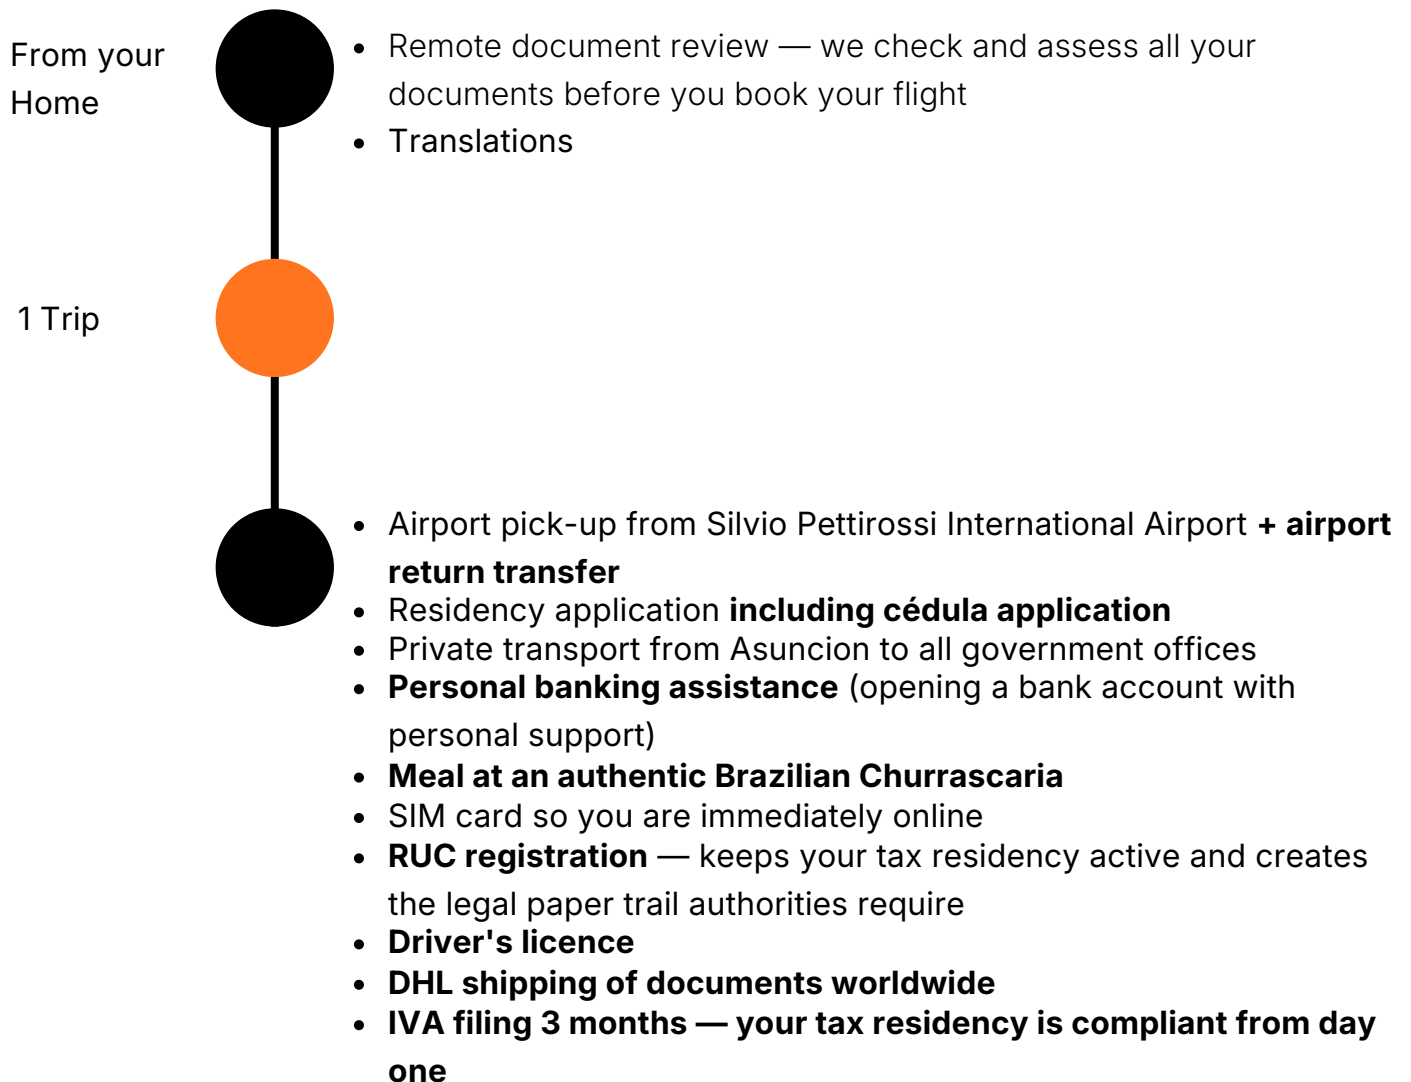 From your
Home
• Remote document review — we check and assess all your
documents before you book your flight
• Translations
1 Trip
• Airport pick-up from Silvio Pettirossi International Airport + airport
return transfer
• Residency application including cédula application
• Private transport from Asuncion to all government offices
• Personal banking assistance (opening a bank account with
personal support)
• Meal at an authentic Brazilian Churrascaria
• SIM card so you are immediately online
• RUC registration — keeps your tax residency active and creates
the legal paper trail authorities require
• Driver's licence
• DHL shipping of documents worldwide
• IVA filing 3 months — your tax residency is compliant from day
one